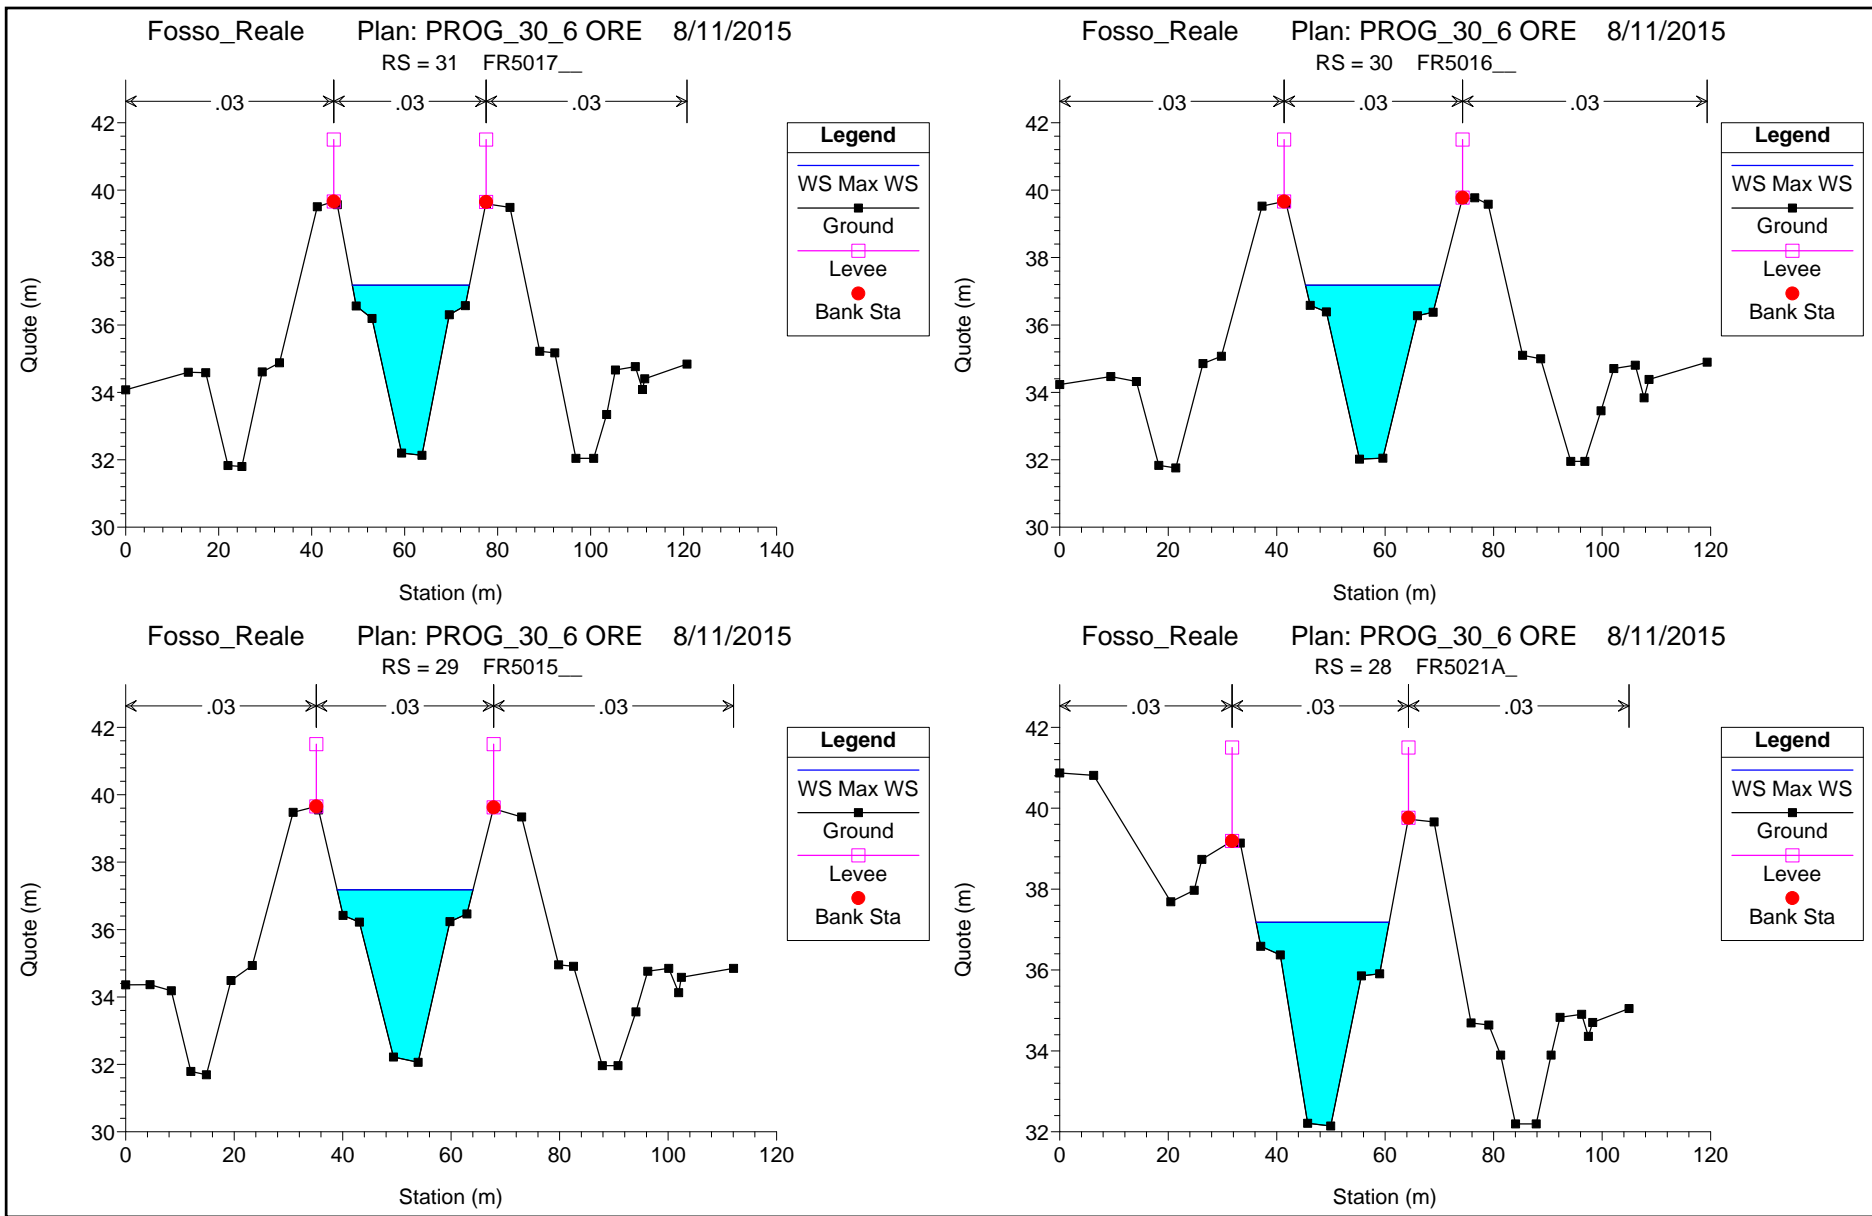 Fosso_Reale Plan: PROG_30_6 ORE 8/11/2015
RS = 31 FR5017__
.03 .03 .03
42
40
38
36
34
32
30
Quote (m)
0 20 40 60 80 100 120 140
Station (m)
Legend
WS Max WS
Ground
Levee
Bank Sta
Fosso_Reale Plan: PROG_30_6 ORE 8/11/2015
RS = 30 FR5016__
.03 .03 .03
42
40
38
36
34
32
30
Quote (m)
0 20 40 60 80 100 120
Station (m)
Legend
WS Max WS
Ground
Levee
Bank Sta
Fosso_Reale Plan: PROG_30_6 ORE 8/11/2015
RS = 29 FR5015__
.03 .03 .03
42
40
38
36
34
32
30
Quote (m)
0 20 40 60 80 100 120
Station (m)
Legend
WS Max WS
Ground
Levee
Bank Sta
Fosso_Reale Plan: PROG_30_6 ORE 8/11/2015
RS = 28 FR5021A_
.03 .03 .03
42
40
38
36
34
32
Quote (m)
0 20 40 60 80 100 120
Station (m)
Legend
WS Max WS
Ground
Levee
Bank Sta